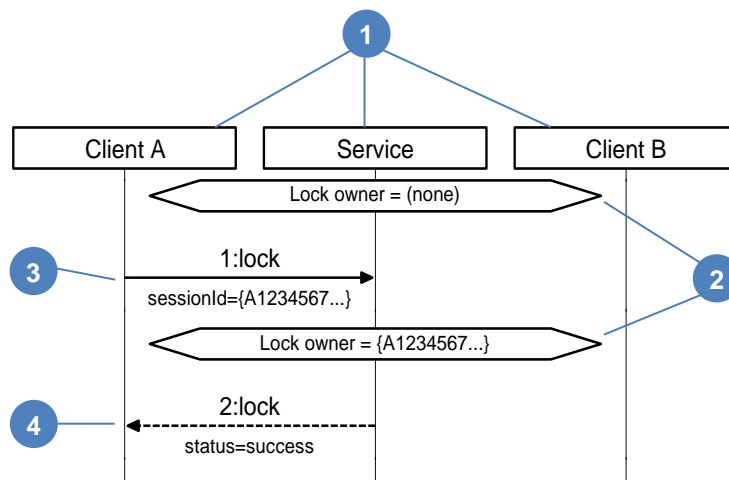 1
Client A
Service
Client B
Lock owner = (none)
1:lock
3
2
sessionId={A1234567...}
Lock owner = {A1234567...}
2:lock
4
status=success